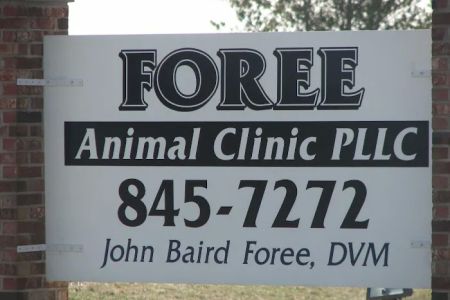 FOREE
Animal Clinic PLLC
845-7272
John Baird Foree, DVM